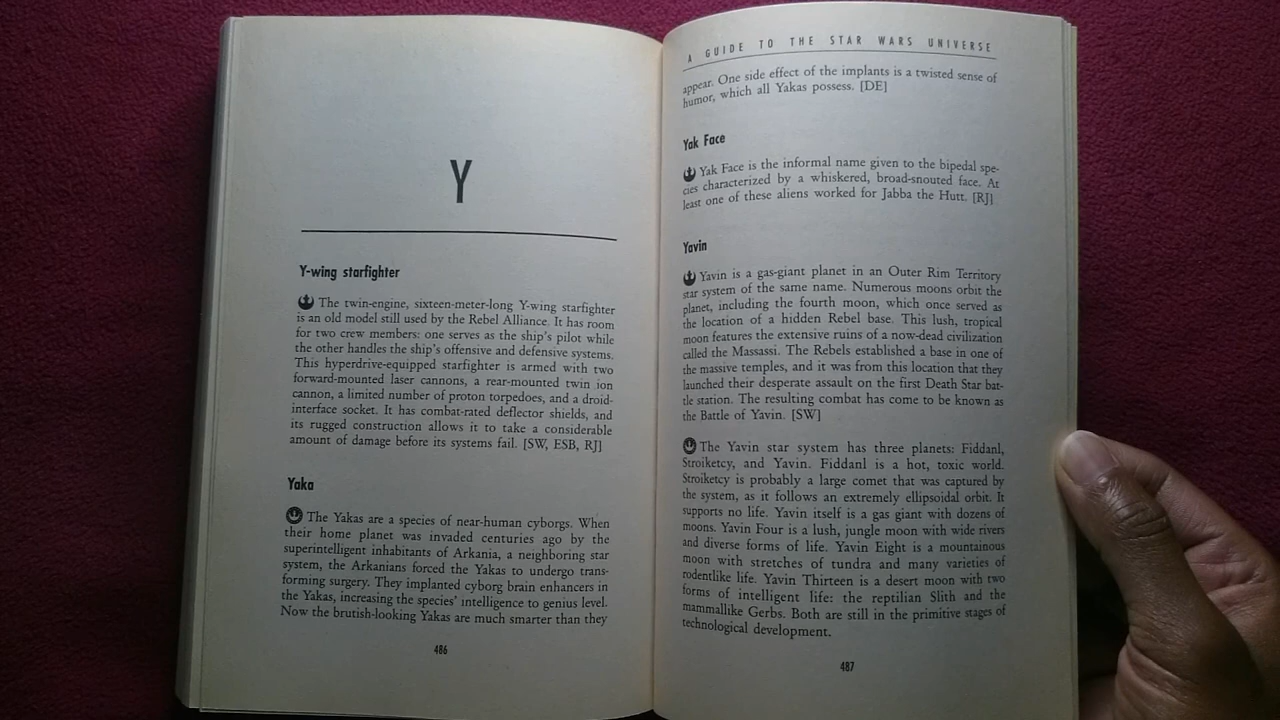 Y
Y-wing starfighter
The twin-engine, sixteen-meter-long Y-wing starfighter
is an old model still used by the Rebel Alliance. It has room
for two crew members: one serves as the ship's pilot while
the other handles the ship's offensive and defensive systems.
This hyperdrive-equipped starfighter is armed with two
forward-mounted laser cannons, a rear-mounted twin ion
cannon, a limited number of proton torpedoes, and a droid-
interface socket. It has combat-rated deflector shields, and
its rugged construction allows it to take a considerable
amount of damage before its systems fail. [SW, ESB, RJ]
Yaka
The Yakas are a species of near-human cyborgs. When
their home planet was invaded centuries ago by the
superintelligent inhabitants of Arkania, a neighboring star
system, the Arkanians forced the Yakas to undergo trans-
forming surgery. They implanted cyborg brain enhancers in
the Yakas, increasing the species' intelligence to genius level.
Now the brutish-looking Yakas are much smarter than they
486
A GUIDE TO THE STAR WARS UNIVERSE
appear. One side effect of the implants is a twisted sense of
humor, which all Yakas possess. [DE]
Yak Face
Yak Face is the informal name given to the bipedal spe-
cies characterized by a whiskered, broad-snouted face. At
least one of these aliens worked for Jabba the Hutt. [RJ]
Yavin
Yavin is a gas-giant planet in an Outer Rim Territory
star system of the same name. Numerous moons orbit the
planet, including the fourth moon, which once served as
the location of a hidden Rebel base. This lush, tropical
moon features the extensive ruins of a now-dead civilization
called the Massassi. The Rebels established a base in one of
the massive temples, and it was from this location that they
launched their desperate assault on the first Death Star bat-
tle station. The resulting combat has come to be known as
the Battle of Yavin. [SW]
The Yavin star system has three planets: Fiddanl,
Stroiketcy, and Yavin. Fiddanl is a hot, toxic world.
Stroiketcy is probably a large comet that was captured by
the system, as it follows an extremely ellipsoidal orbit. It
supports no life. Yavin itself is a gas giant with dozens of
moons. Yavin Four is a lush, jungle moon with wide rivers
and diverse forms of life. Yavin Eight is a mountainous
moon with stretches of tundra and many varieties of
rodentlike life. Yavin Thirteen is a desert moon with two
forms of intelligent life: the reptilian Slith and the
mammallike Gerbs. Both are still in the primitive stages of
technological development.
487